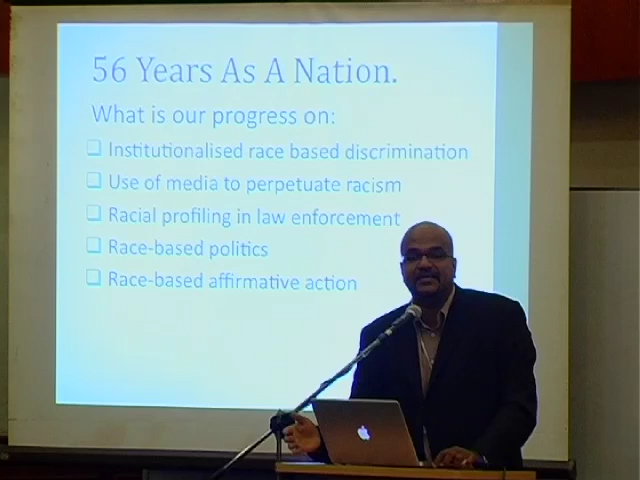 56 Years As A Nation.
What is our progress on:
Institutionalised race based discrimination
Use of media to perpetuate racism
Racial profiling in law enforcement
Race-based politics
Race-based affirmative action